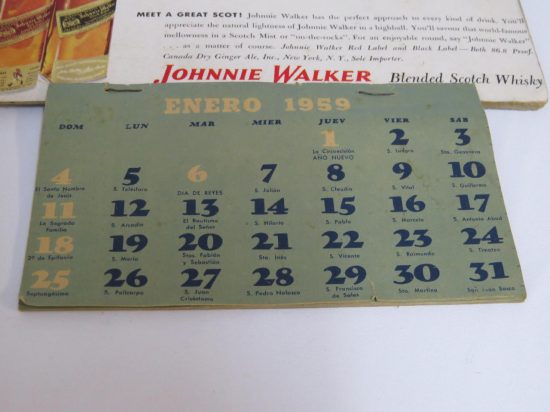 MEET A GREAT SCOT! Johnnie Walker has the perfect approach to every kind of drink. You'll
appreciate the natural lightness of Johnnie Walker in a highball. You'll savour that world-famous
mellowness in a Scotch Mist or "on-the-rocks". For an enjoyable round, say "Johnnie Walker"
... as a matter of course. Johnnie Walker Red Label and Black Label—Both 86.8 Proof.
Canada Dry Ginger Ale, Inc., New York, N. Y., Sole Importer.
JOHNNIE WALKER Blended Scotch Whisky
ENERO 1959
DOM LUN MAR MIER JUEV VIER SAB
1 2 3
La Circuncisión S. Isidro Sta. Genoveva
AÑO NUEVO
4 5 6 7 8 9 10
El Santo Nombre S. Telésforo DIA DE REYES S. Julián S. Claudio S. Vital S. Guillermo
de Jesús
11 12 13 14 15 16 17
La Sagrada S. Arcadio El Bautismo S. Hilario S. Pablo S. Marcelo S. Antonio Abad
Familia del Señor
18 19 20 21 22 23 24
2º de Epifanía S. Mario Stos. Fabián Sta. Inés S. Vicente S. Raimundo S. Timoteo
y Sebastián
25 26 27 28 29 30 31
Septuagésima S. Policarpo S. Juan S. Pedro Nolasco S. Francisco Sta. Martina San Juan Bosco
Crisóstomo de Sales